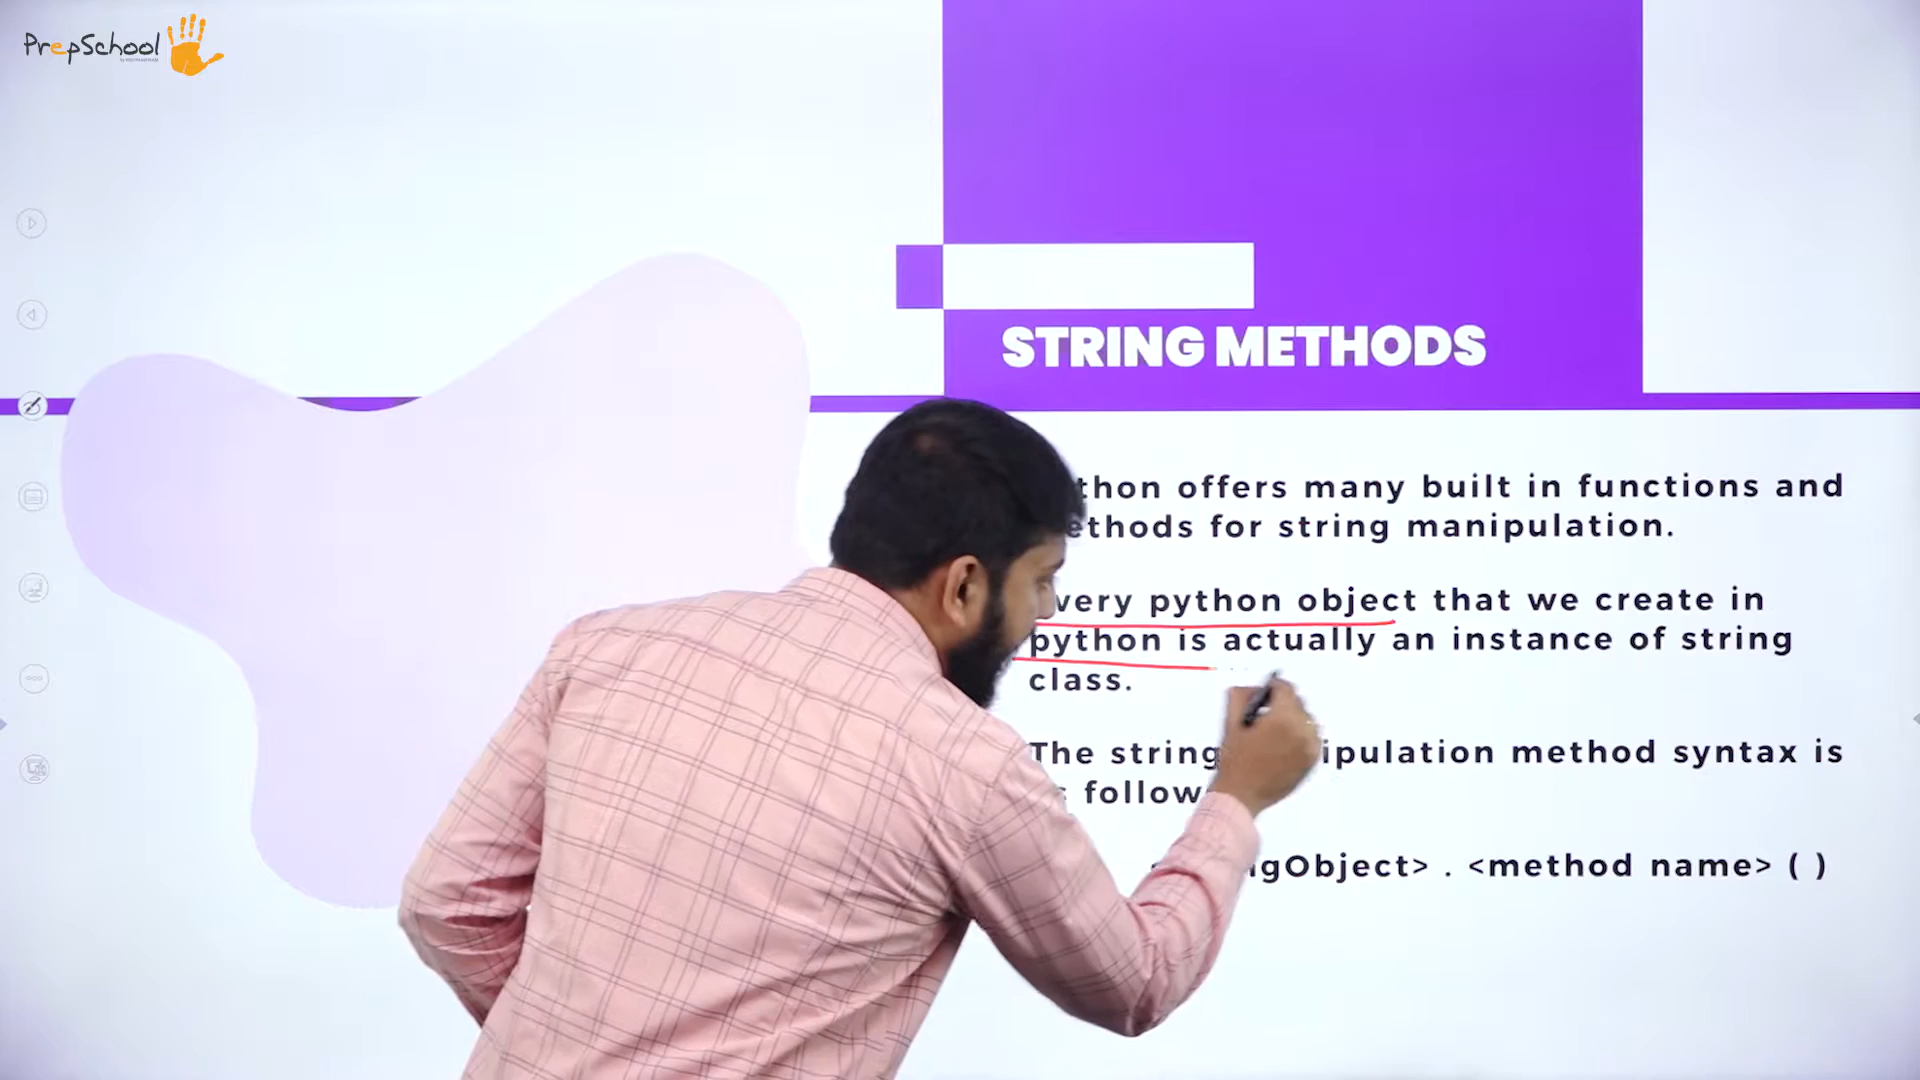 PrepSchool
STRING METHODS
thon offers many built in functions and
ethods for string manipulation.
very python object that we create in
python is actually an instance of string
class.
The string ipulation method syntax is
follow
ngObject> . <method name> ( )